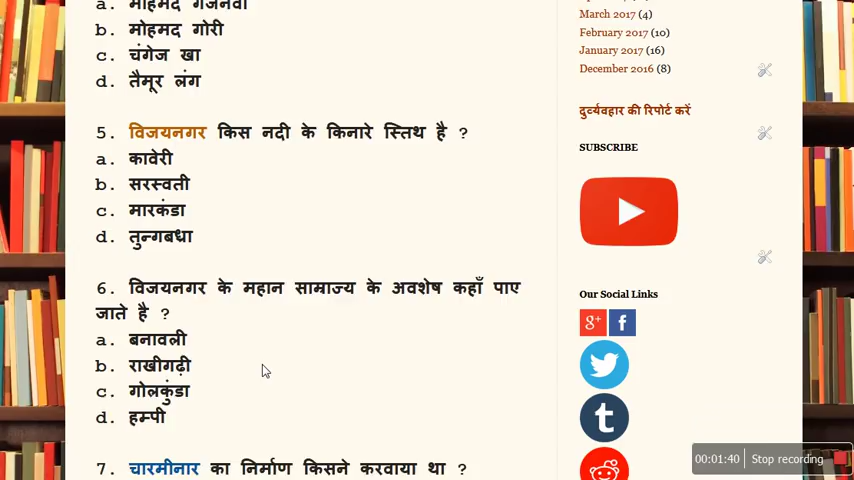 a. मोहमद गजनवी
b. मोहमद गोरी
c. चंगेज खा
d. तैमूर लंग
5. विजयनगर किस नदी के किनारे स्तिथ है ?
a. कावेरी
b. सरस्वती
c. मारकंडा
d. तुन्गबध्रा
6. विजयनगर के महान साम्राज्य के अवशेष कहाँ पाए
जाते है ?
a. बनावली
b. राखीगढ़ी
c. गोलकुंडा
d. हम्पी
7. चारमीनार का निर्माण किसने करवाया था ?
March 2017 (4)
February 2017 (10)
January 2017 (16)
December 2016 (8)
दुर्व्यवहार की रिपोर्ट करें
SUBSCRIBE
Our Social Links
g+ f
t
00:01:40 Stop recording